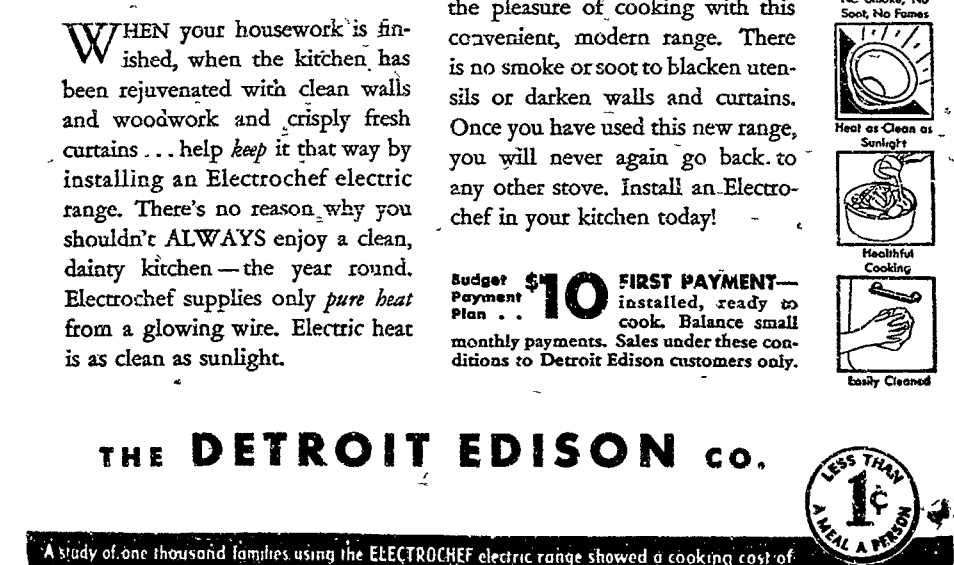 WHEN your housework is fin-
ished, when the kitchen has
been rejuvenated with clean walls
and woodwork and crisply fresh
curtains ... help keep it that way by
installing an Electrochef electric
range. There's no reason why you
shouldn't ALWAYS enjoy a clean,
dainty kitchen — the year round.
Electrochef supplies only pure heat
from a glowing wire. Electric heat
is as clean as sunlight.
the pleasure of cooking with this
convenient, modern range. There
is no smoke or soot to blacken uten-
sils or darken walls and curtains.
Once you have used this new range,
you will never again go back to
any other stove. Install an Electro-
chef in your kitchen today!
Budget
Payment
Plan . .
$10
FIRST PAYMENT—
installed, ready to
cook. Balance small
monthly payments. Sales under these con-
ditions to Detroit Edison customers only.
No Smoke, No
Soot, No Fumes
Heat as Clean as
Sunlight
Healthful
Cooking
Easily Cleaned
THE DETROIT EDISON CO.
LESS THAN
1¢
A MEAL A PERSON
A study of one thousand families using the ELECTROCHEF electric range showed a cooking cost of